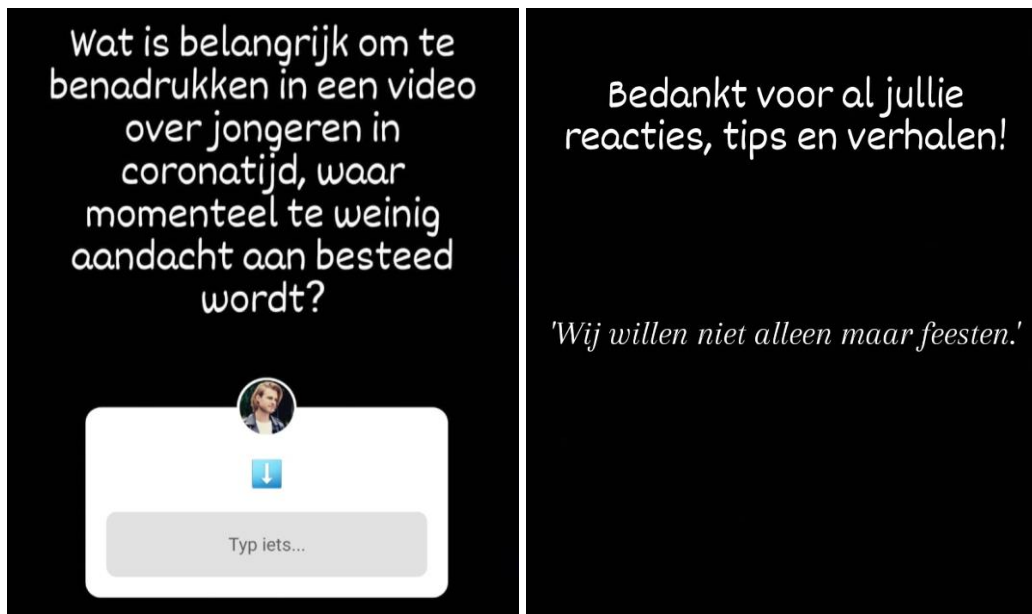 Wat is belangrijk om te
benadrukken in een video
over jongeren in
coronatijd, waar
momenteel te weinig
aandacht aan besteed
wordt?
Typ iets...
Bedankt voor al jullie
reacties, tips en verhalen!
'Wij willen niet alleen maar feesten.'